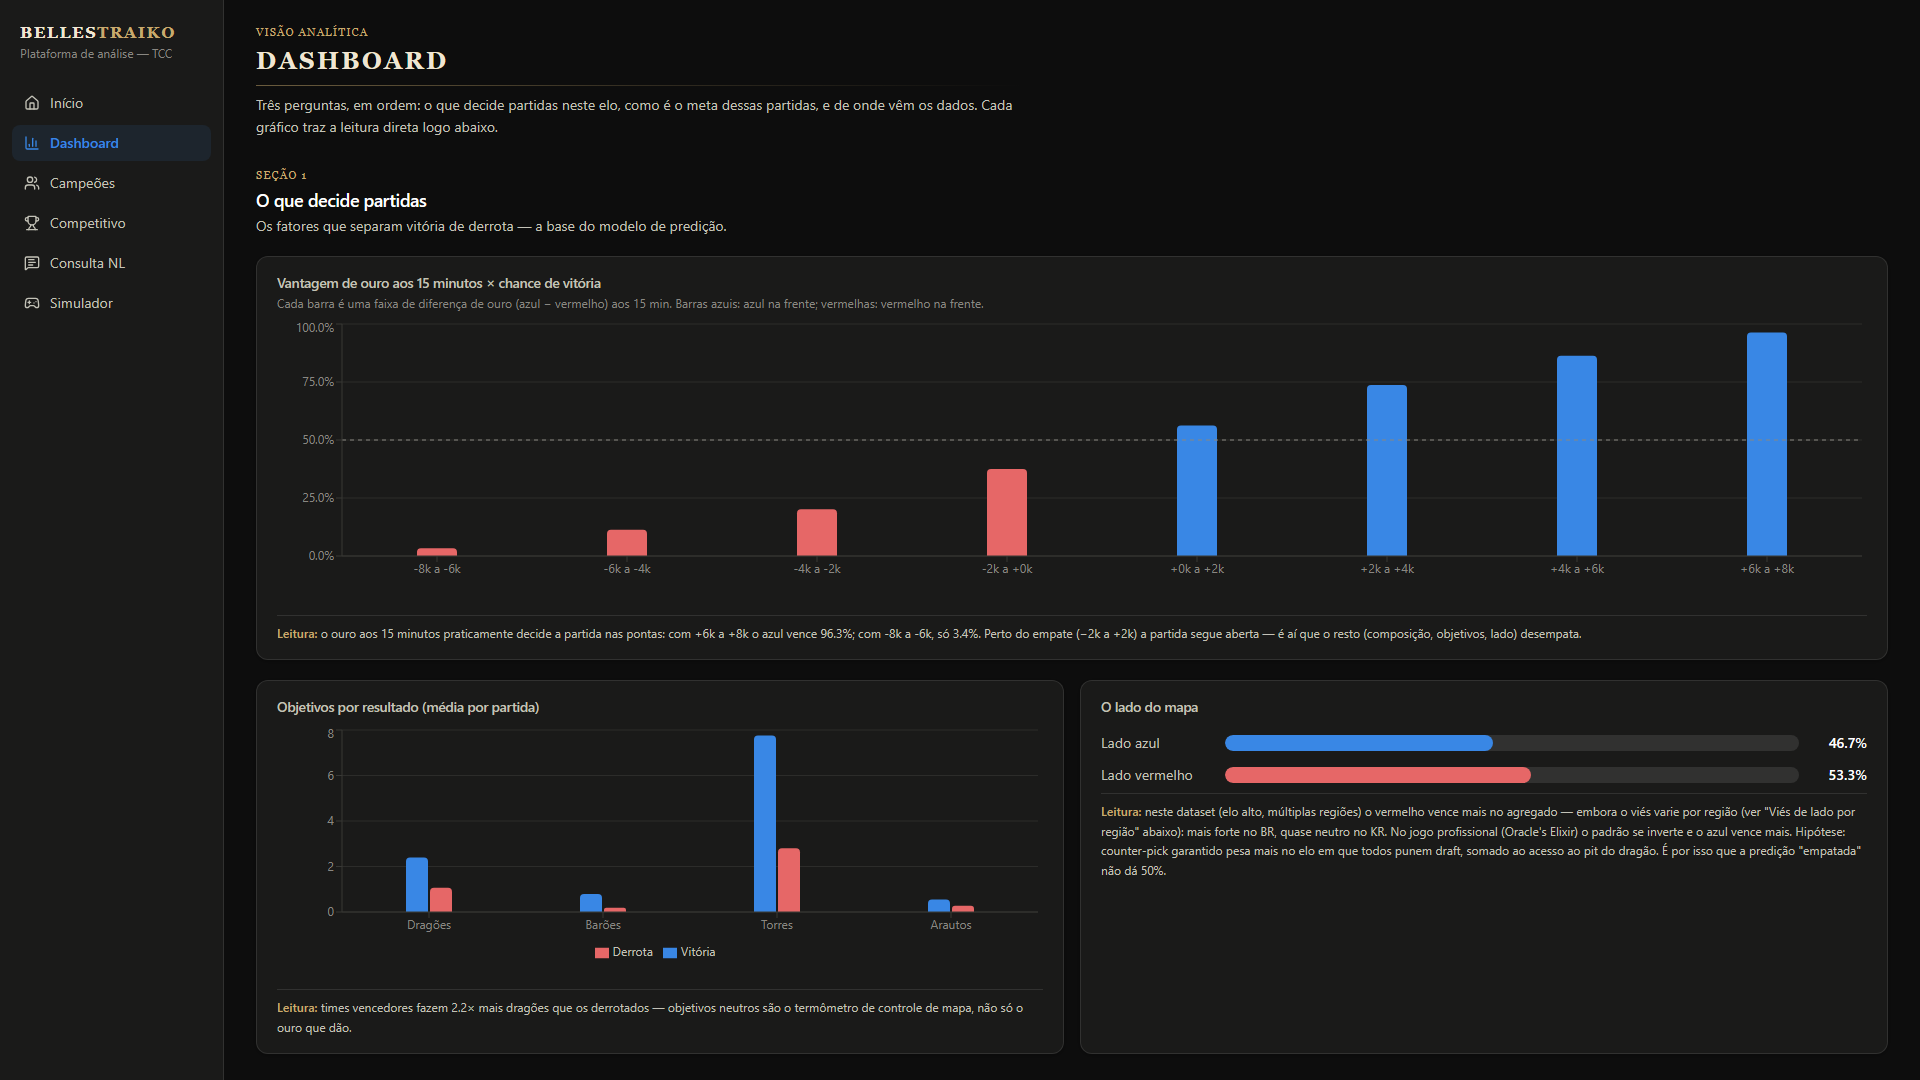 BELLESTRAIKO
Plataforma de análise — TCC
Início
Dashboard
Campeões
Competitivo
Consulta NL
Simulador
VISÃO ANALÍTICA
DASHBOARD
Três perguntas, em ordem: o que decide partidas neste elo, como é o meta dessas partidas, e de onde vêm os dados. Cada
gráfico traz a leitura direta logo abaixo.
SEÇÃO 1
O que decide partidas
Os fatores que separam vitória de derrota — a base do modelo de predição.
Vantagem de ouro aos 15 minutos × chance de vitória
Cada barra é uma faixa de diferença de ouro (azul − vermelho) aos 15 min. Barras azuis: azul na frente; vermelhas: vermelho na frente.
100.0%
75.0%
50.0%
25.0%
0.0%
-8k a -6k
-6k a -4k
-4k a -2k
-2k a +0k
+0k a +2k
+2k a +4k
+4k a +6k
+6k a +8k
Leitura: o ouro aos 15 minutos praticamente decide a partida nas pontas: com +6k a +8k o azul vence 96.3%; com -8k a -6k, só 3.4%. Perto do empate (−2k a +2k) a partida segue aberta — é aí que o resto (composição, objetivos, lado) desempata.
Objetivos por resultado (média por partida)
8
6
4
2
0
Dragões
Barões
Torres
Arautos
Derrota
Vitória
Leitura: times vencedores fazem 2.2× mais dragões que os derrotados — objetivos neutros são o termômetro de controle de mapa, não só o
ouro que dão.
O lado do mapa
Lado azul
46.7%
Lado vermelho
53.3%
Leitura: neste dataset (elo alto, múltiplas regiões) o vermelho vence mais no agregado — embora o viés varie por região (ver "Viés de lado por
região" abaixo): mais forte no BR, quase neutro no KR. No jogo profissional (Oracle's Elixir) o padrão se inverte e o azul vence mais. Hipótese:
counter-pick garantido pesa mais no elo em que todos punem draft, somado ao acesso ao pit do dragão. É por isso que a predição "empatada"
não dá 50%.